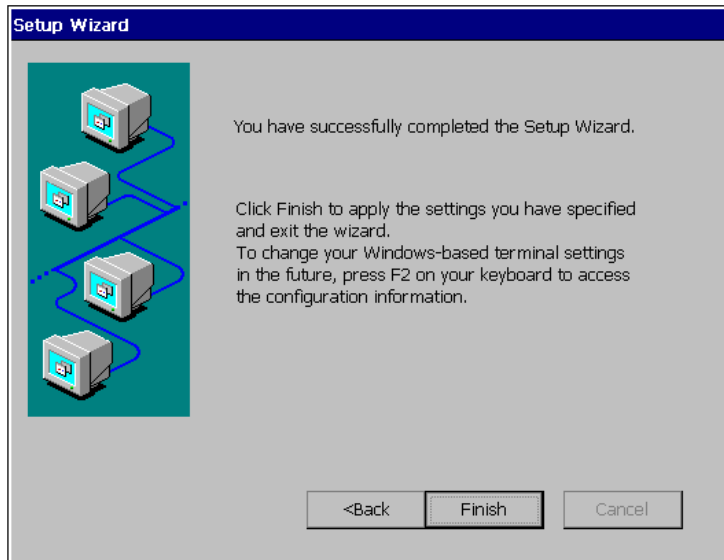 Setup Wizard
You have successfully completed the Setup Wizard.
Click Finish to apply the settings you have specified
and exit the wizard.
To change your Windows-based terminal settings
in the future, press F2 on your keyboard to access
the configuration information.
<Back
Finish
Cancel